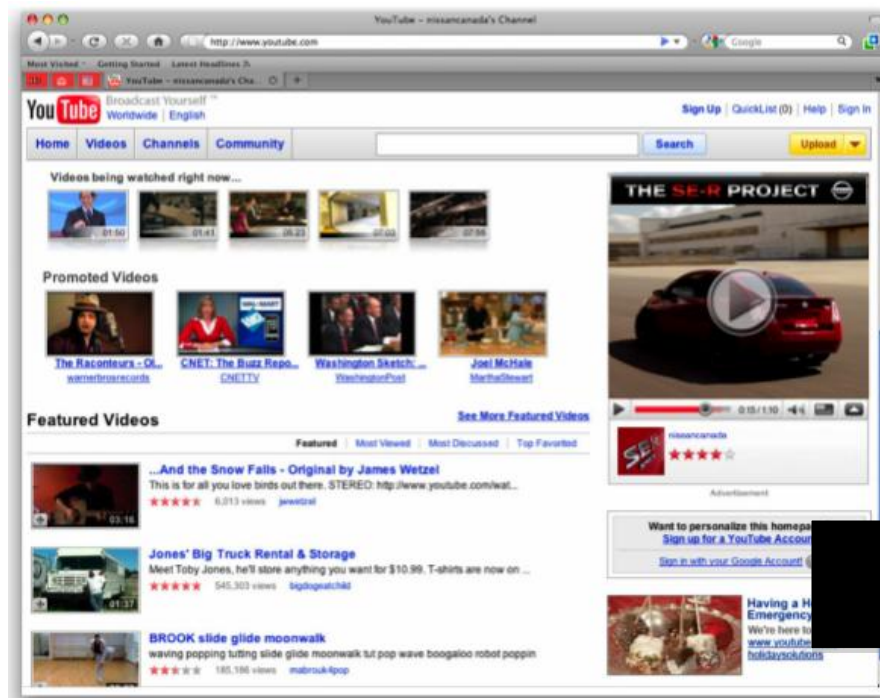 YouTube - nissancanada's Channel
http://www.youtube.com
Google
Most Visited Getting Started Latest Headlines
YouTube - nissancanada's Cha...
You Tube Broadcast Yourself ™
Worldwide | English
Sign Up | QuickList (0) | Help | Sign In
Home Videos Channels Community Search Upload
Videos being watched right now...
01:50 01:41 07:03
Promoted Videos
The Raconteurs - Ol...
warnerbrosrecords
CNET: The Buzz Repo...
CNETTV
Washington Sketch: ...
WashingtonPost
Joel McHale
MarthaStewart
Featured Videos
See More Featured Videos
Featured | Most Viewed | Most Discussed | Top Favorited
...And the Snow Falls - Original by James Wetzel
This is for all you love birds out there. STEREO: http://www.youtube.com/wat...
6,013 views jwwetzel
03:16
Jones' Big Truck Rental & Storage
Meet Toby Jones, he'll store anything you want for $10.99. T-shirts are now on ...
545,303 views bigdogeatchild
01:37
BROOK slide glide moonwalk
waving popping tutting slide glide moonwalk tut pop wave boogaloo robot poppin
185,186 views mabrouk4pop
THE SE-R PROJECT
0:15 / 1:10
SE-R
nissancanada
Advertisement
Want to personalize this homepa
Sign up for a YouTube Accoun
Sign in with your Google Account!
Having a H
Emergency
We're here to
www.youtube
holidaysolutions